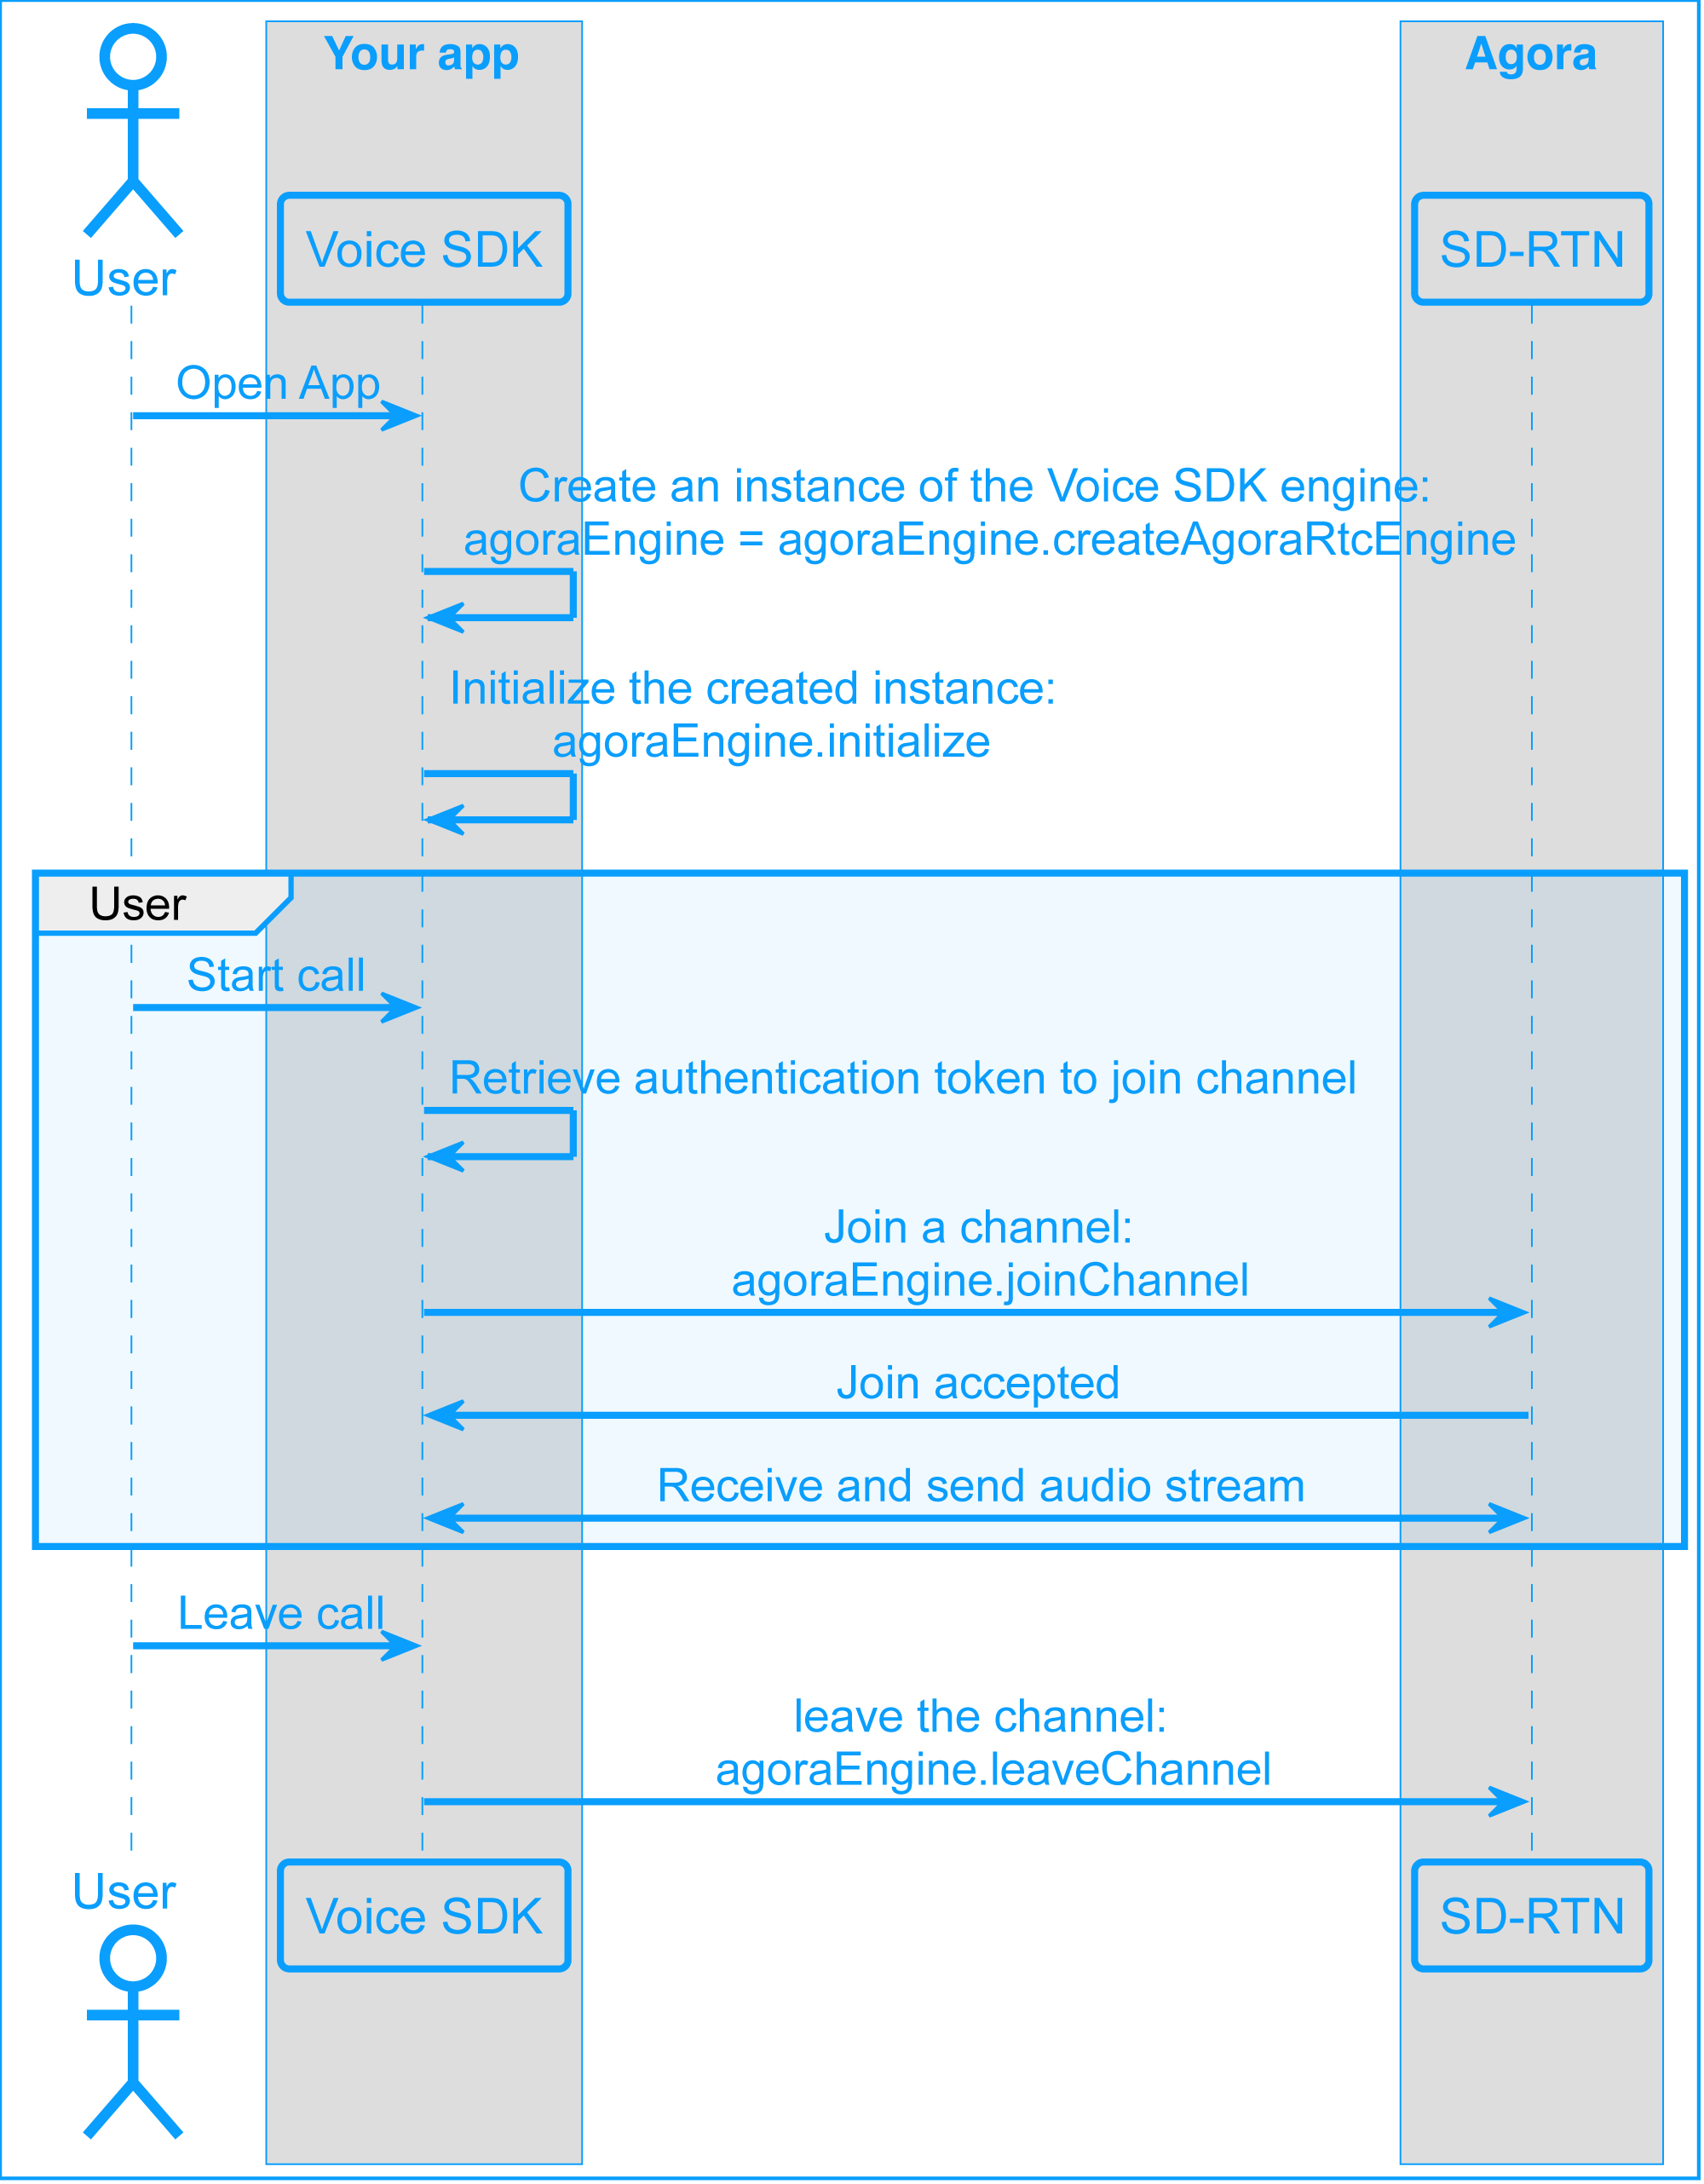 Your app
Agora
User
Voice SDK
SD-RTN
Open App
Create an instance of the Voice SDK engine:
agoraEngine = agoraEngine.createAgoraRtcEngine
Initialize the created instance:
agoraEngine.initialize
User
Start call
Retrieve authentication token to join channel
Join a channel:
agoraEngine.joinChannel
Join accepted
Receive and send audio stream
Leave call
leave the channel:
agoraEngine.leaveChannel
User
Voice SDK
SD-RTN